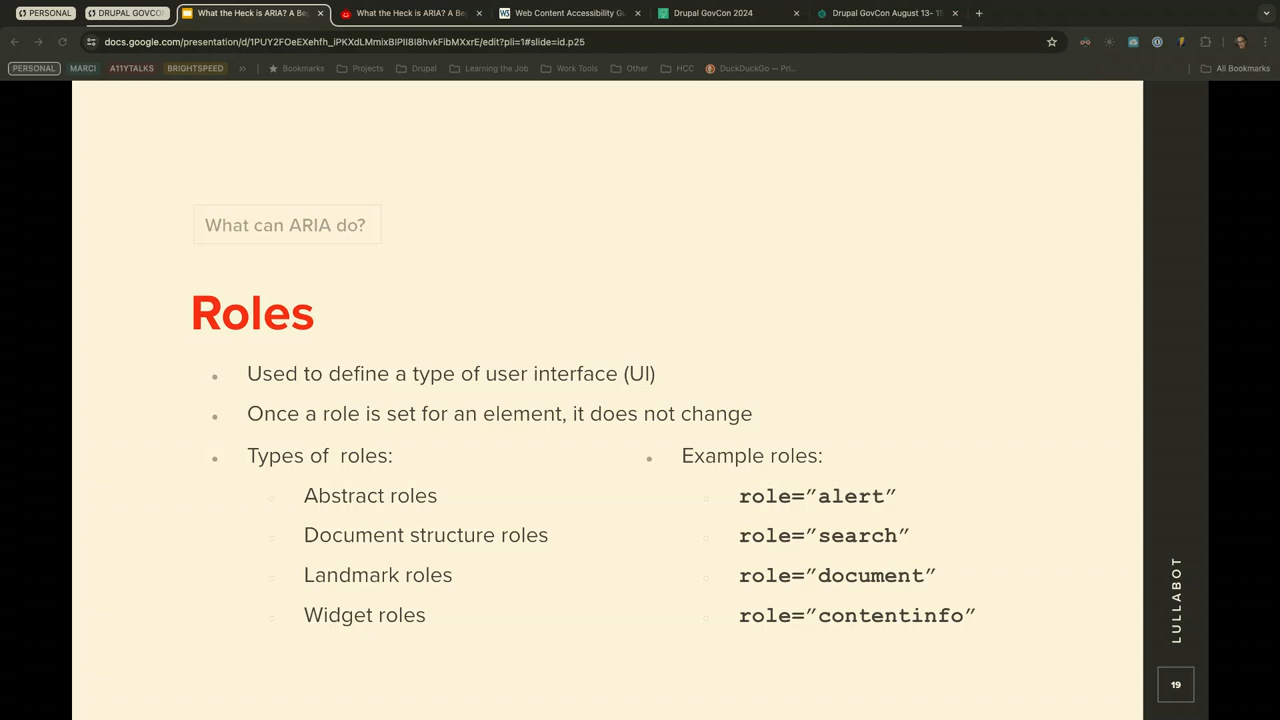 PERSONAL
DRUPAL GOVCO
What the Heck is ARIA? A Be
What the Heck is ARIA? A Be
Web Content Accessibility Gu
Drupal GovCon 2024
Drupal GovCon August 13- 1
docs.google.com/presentation/d/1PUY2FOeEXehfh_iPKXdLMmixBIPII8I8hvkFibMXxrE/edit?pli=1#slide=id.p25
PERSONAL
MARCI
A11YTALKS
BRIGHTSPEED
Bookmarks
Projects
Drupal
Learning the Job
Work Tools
Other
HCC
DuckDuckGo — Pri...
All Bookmarks
What can ARIA do?
Roles
Used to define a type of user interface (UI)
Once a role is set for an element, it does not change
Types of  roles:
Abstract roles
Document structure roles
Landmark roles
Widget roles
Example roles:
role=”alert”
role=”search”
role=”document”
role=”contentinfo”
LULLABOT
19